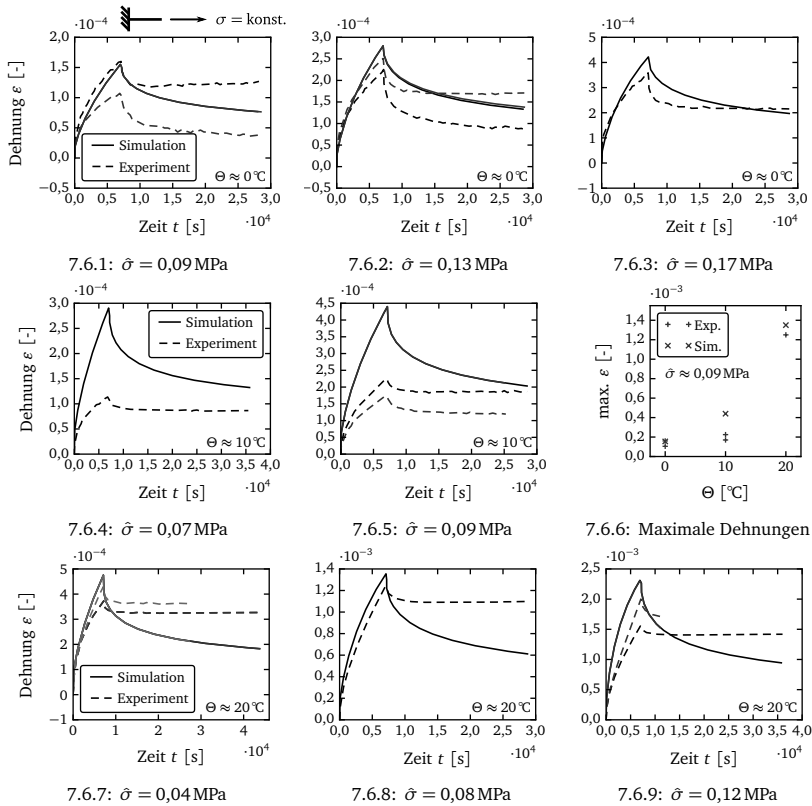 σ = konst.
·10⁻⁴
2,0
1,5
1,0
0,5
0,0
−0,5
Dehnung ε [-]
Simulation
Experiment
Θ ≈ 0 °C
0,0 0,5 1,0 1,5 2,0 2,5 3,0
·10⁴
Zeit t [s]
7.6.1: σ̂ = 0,09 MPa
·10⁻⁴
3,0
2,5
2,0
1,5
1,0
0,5
0,0
−0,5
Θ ≈ 0 °C
0,0 0,5 1,0 1,5 2,0 2,5 3,0
·10⁴
Zeit t [s]
7.6.2: σ̂ = 0,13 MPa
·10⁻⁴
5
4
3
2
1
0
−1
Θ ≈ 0 °C
0,0 0,5 1,0 1,5 2,0 2,5 3,0
·10⁴
Zeit t [s]
7.6.3: σ̂ = 0,17 MPa
·10⁻⁴
3,0
2,5
2,0
1,5
1,0
0,5
0,0
Dehnung ε [-]
Simulation
Experiment
Θ ≈ 10 °C
0,0 0,5 1,0 1,5 2,0 2,5 3,0 3,5 4,0
·10⁴
Zeit t [s]
7.6.4: σ̂ = 0,07 MPa
·10⁻⁴
4,5
4,0
3,5
3,0
2,5
2,0
1,5
1,0
0,5
0,0
Θ ≈ 10 °C
0,0 0,5 1,0 1,5 2,0 2,5 3,0
·10⁴
Zeit t [s]
7.6.5: σ̂ = 0,09 MPa
·10⁻³
1,4
1,2
1,0
0,8
0,6
0,4
0,2
0,0
max. ε [-]
Exp.
Sim.
σ̂ ≈ 0,09 MPa
0 10 20
Θ [°C]
7.6.6: Maximale Dehnungen
·10⁻⁴
5
4
3
2
1
0
−1
Dehnung ε [-]
Simulation
Experiment
Θ ≈ 20 °C
0 1 2 3 4
·10⁴
Zeit t [s]
7.6.7: σ̂ = 0,04 MPa
·10⁻³
1,4
1,2
1,0
0,8
0,6
0,4
0,2
0,0
Θ ≈ 20 °C
0,0 0,5 1,0 1,5 2,0 2,5 3,0
·10⁴
Zeit t [s]
7.6.8: σ̂ = 0,08 MPa
·10⁻³
2,5
2,0
1,5
1,0
0,5
0,0
Θ ≈ 20 °C
0,0 0,5 1,0 1,5 2,0 2,5 3,0 3,5 4,0
·10⁴
Zeit t [s]
7.6.9: σ̂ = 0,12 MPa